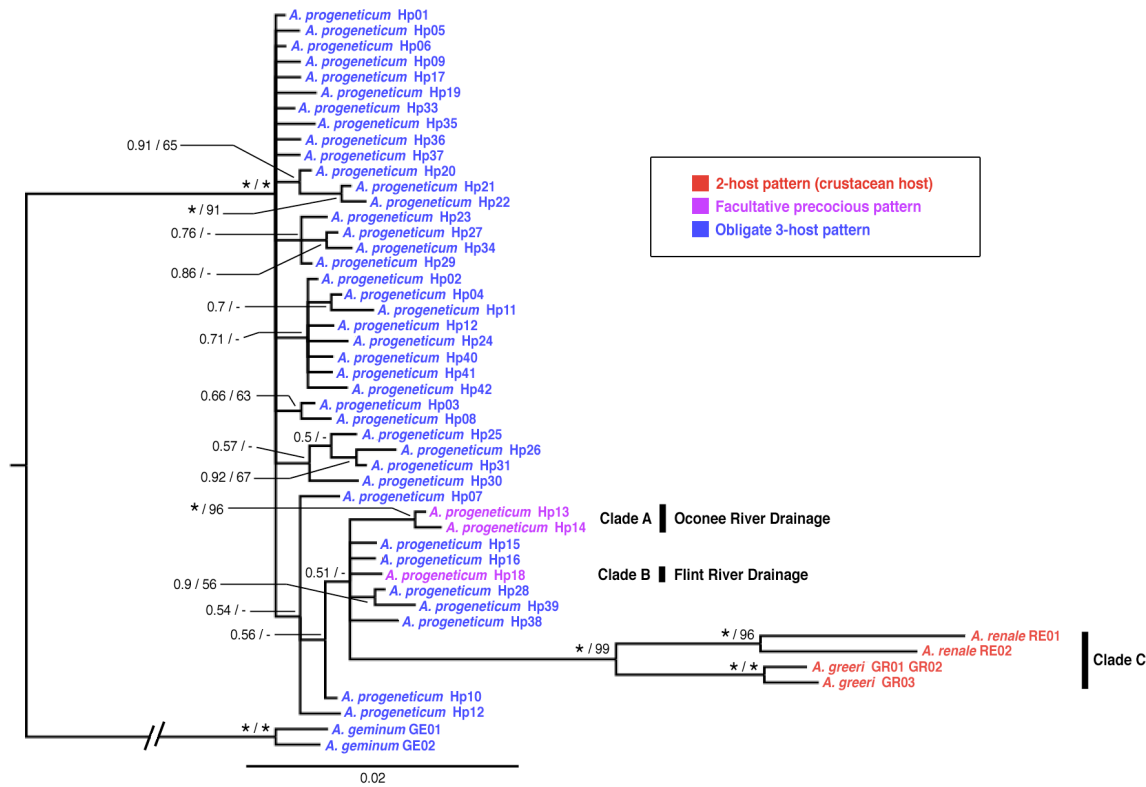 A. progeneticum Hp01
A. progeneticum Hp05
A. progeneticum Hp06
A. progeneticum Hp09
A. progeneticum Hp17
A. progeneticum Hp19
A. progeneticum Hp33
A. progeneticum Hp35
A. progeneticum Hp36
0.91 / 65
A. progeneticum Hp37
A. progeneticum Hp20
* / *
A. progeneticum Hp21
A. progeneticum Hp22
* / 91
A. progeneticum Hp23
0.76 / -
A. progeneticum Hp27
A. progeneticum Hp34
A. progeneticum Hp29
0.86 / -
A. progeneticum Hp02
A. progeneticum Hp04
0.7 / -
A. progeneticum Hp11
A. progeneticum Hp12
0.71 / -
A. progeneticum Hp24
A. progeneticum Hp40
A. progeneticum Hp41
A. progeneticum Hp42
0.66 / 63
A. progeneticum Hp03
A. progeneticum Hp08
0.5 / -
A. progeneticum Hp25
0.57 / -
A. progeneticum Hp26
A. progeneticum Hp31
0.92 / 67
A. progeneticum Hp30
A. progeneticum Hp07
* / 96
A. progeneticum Hp13
A. progeneticum Hp14
Clade A Oconee River Drainage
A. progeneticum Hp15
A. progeneticum Hp16
0.51 / -
A. progeneticum Hp18
Clade B Flint River Drainage
0.9 / 56
A. progeneticum Hp28
A. progeneticum Hp39
0.54 / -
A. progeneticum Hp38
0.56 / -
* / 99
* / 96
A. renale RE01
A. renale RE02
* / *
A. greeri GR01 GR02
A. greeri GR03
Clade C
A. progeneticum Hp10
A. progeneticum Hp12
* / *
A. geminum GE01
A. geminum GE02
0.02
2-host pattern (crustacean host)
Facultative precocious pattern
Obligate 3-host pattern